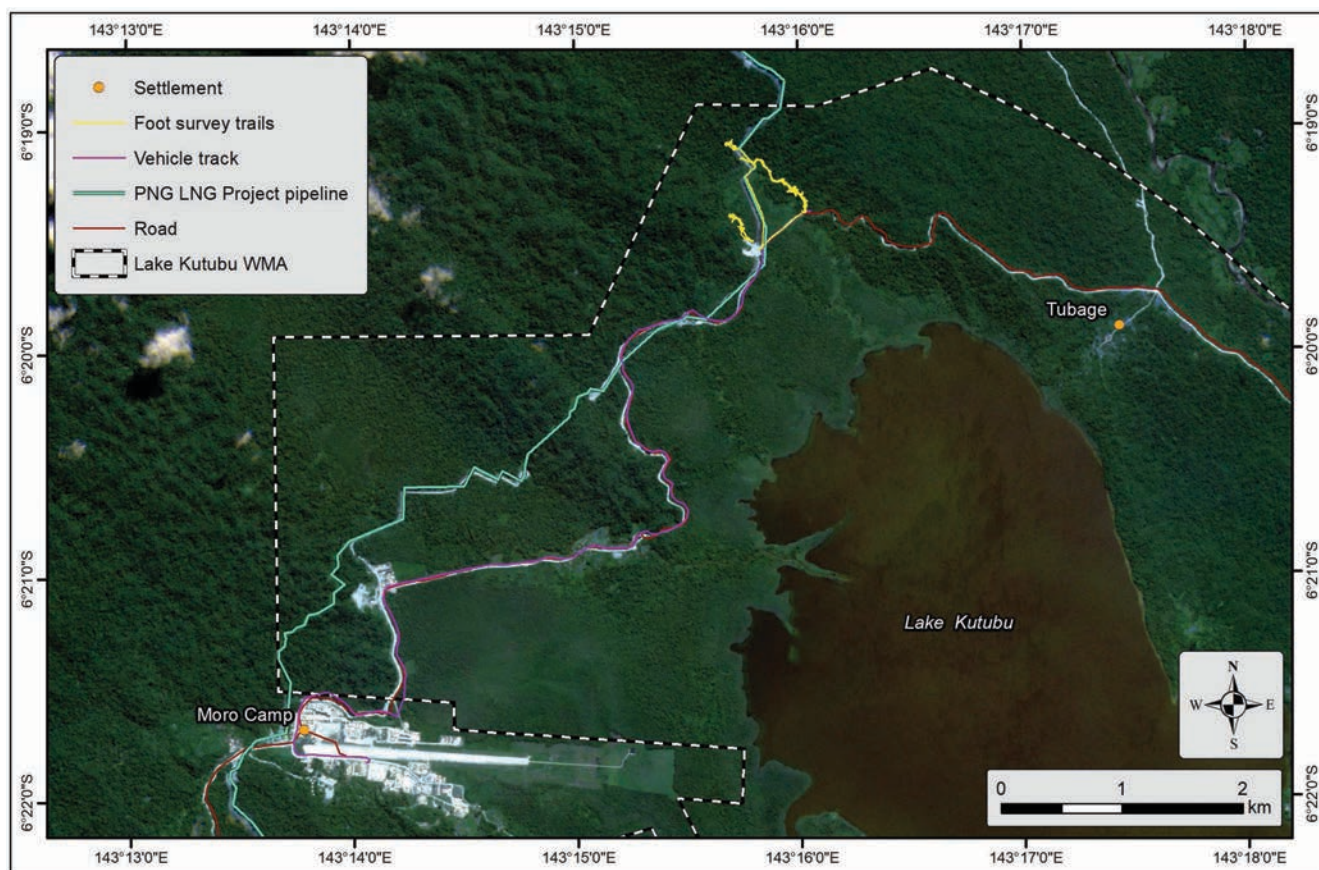 143°13'0"E 143°14'0"E 143°15'0"E 143°16'0"E 143°17'0"E 143°18'0"E
Settlement
Foot survey trails
Vehicle track
PNG LNG Project pipeline
Road
Lake Kutubu WMA
6°19'0"S 6°19'0"S
Tubage
6°20'0"S 6°20'0"S
6°21'0"S 6°21'0"S
Lake Kutubu
N
W E
S
Moro Camp
0 1 2
km
6°22'0"S 6°22'0"S
143°13'0"E 143°14'0"E 143°15'0"E 143°16'0"E 143°17'0"E 143°18'0"E